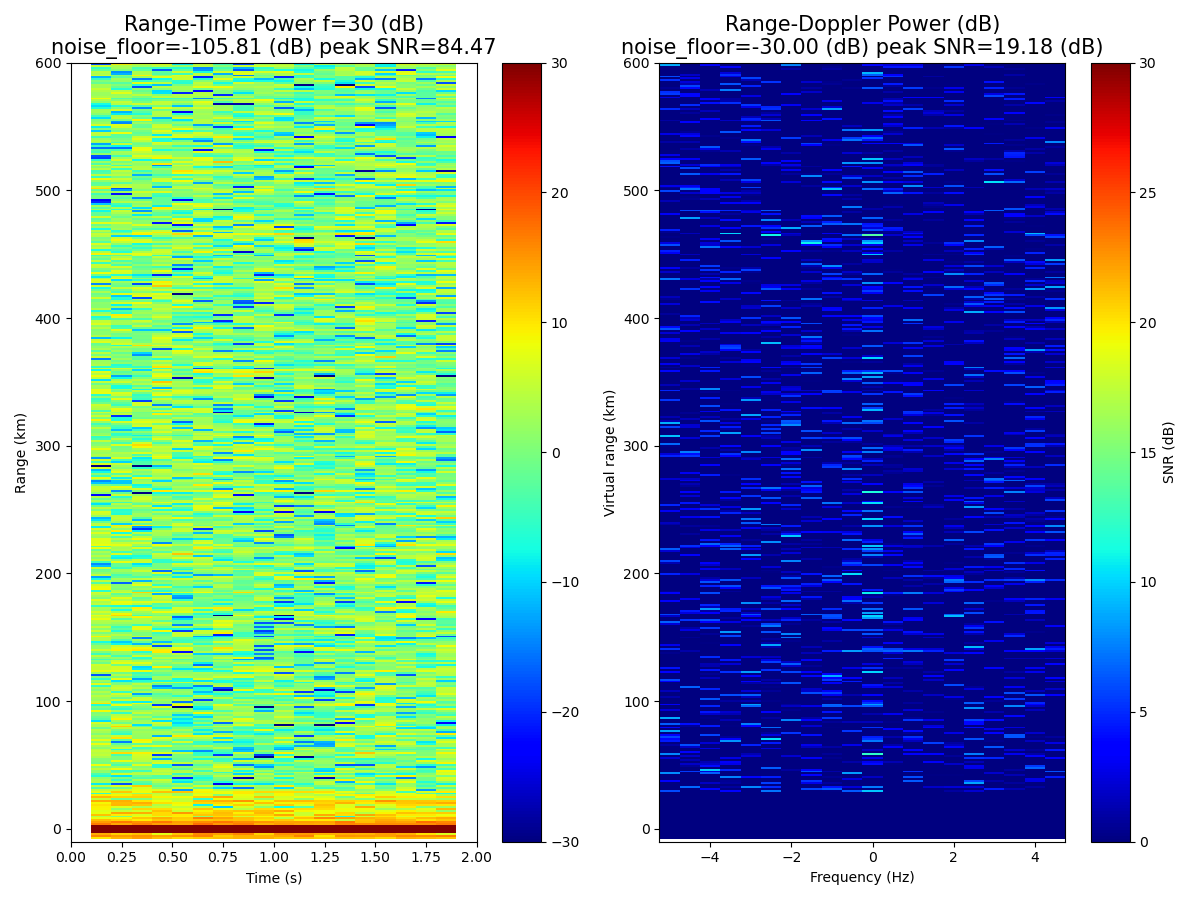 Range-Time Power f=30 (dB)
noise_floor=-105.81 (dB) peak SNR=84.47
600
500
400
300
200
100
0
Range (km)
0.00 0.25 0.50 0.75 1.00 1.25 1.50 1.75 2.00
Time (s)
30
20
10
0
−10
−20
−30
Range-Doppler Power (dB)
noise_floor=-30.00 (dB) peak SNR=19.18 (dB)
600
500
400
300
200
100
0
Virtual range (km)
−4 −2 0 2 4
Frequency (Hz)
30
25
20
15
10
5
0
SNR (dB)